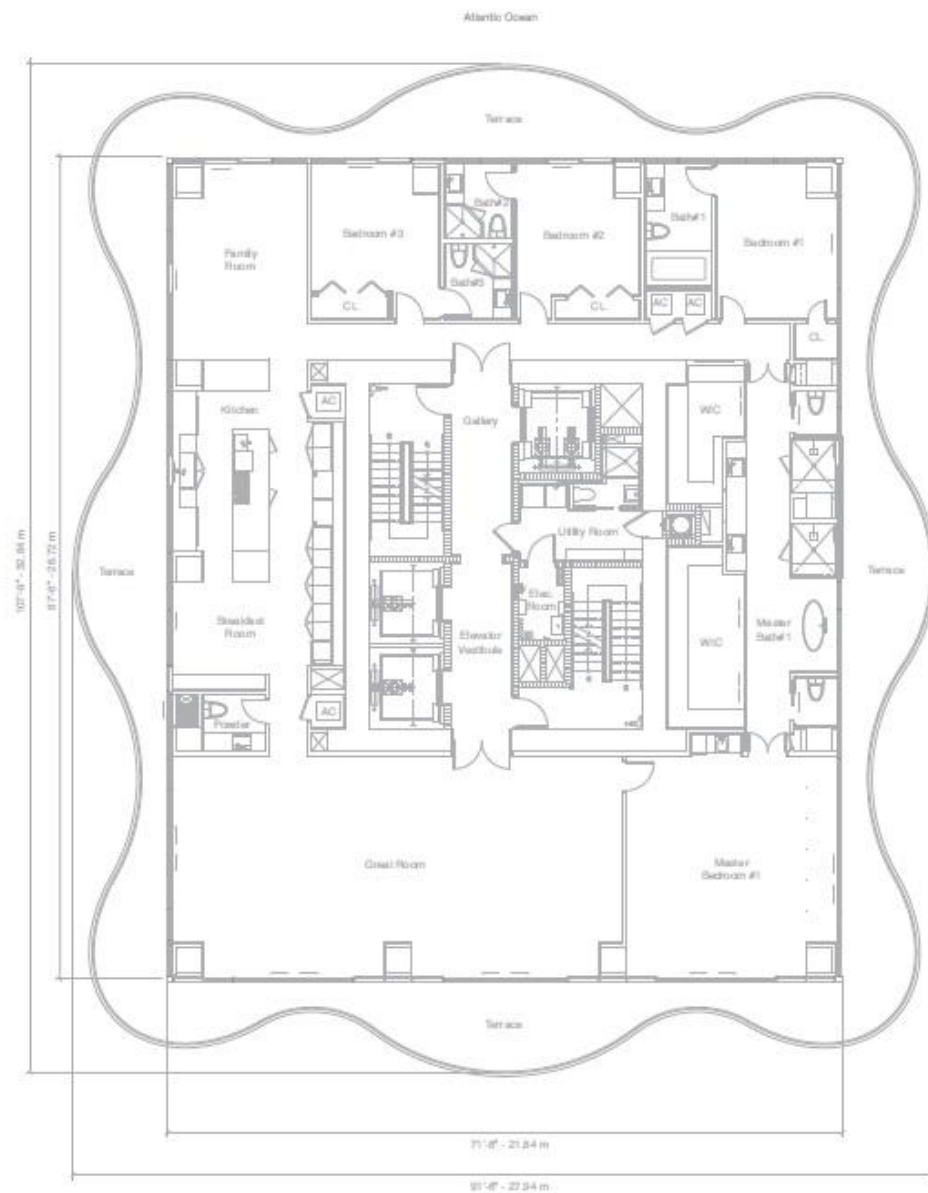 Atlantic Ocean
Terrace
Bath#2
Bedroom #3
Bedroom #2
Bath#1
Bedroom #1
Family
Room
Bath#3
CL
CL
AC
AC
CL
Kitchen
AC
Gallery
WIC
Utility Room
Terrace
Terrace
Elec.
Room
Breakfast
Room
Elevator
Vestibule
WIC
Master
Bath#1
AC
Powder
Great Room
Master
Bedroom #1
Terrace
107'-8" - 32.84 m
87'-8" - 26.72 m
71'-8" - 21.84 m
91'-8" - 27.94 m